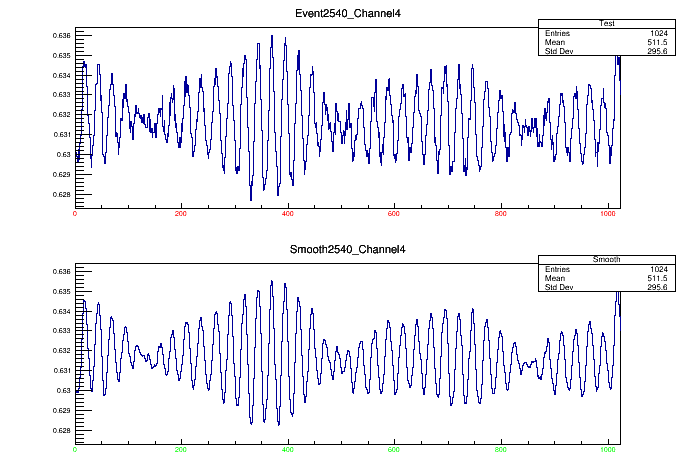 Event2540_Channel4
Test
Entries 1024
Mean 511.5
Std Dev 295.6
0.636
0.635
0.634
0.633
0.632
0.631
0.63
0.629
0.628
0 200 400 600 800 1000
Smooth2540_Channel4
Smooth
Entries 1024
Mean 511.5
Std Dev 295.6
0.636
0.635
0.634
0.633
0.632
0.631
0.63
0.629
0.628
0 200 400 600 800 1000